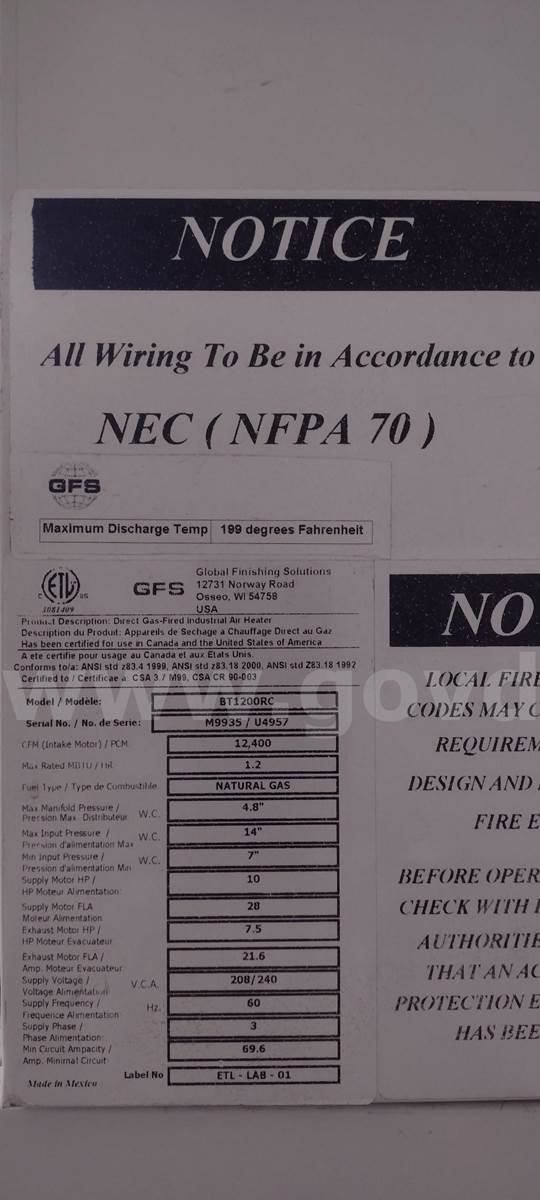 NOTICE
All Wiring To Be in Accordance to
NEC ( NFPA 70 )
GFS
Maximum Discharge Temp 199 degrees Fahrenheit
ETL
C US
3081409
GFS
Global Finishing Solutions
12731 Norway Road
Osseo, WI 54758
USA
Product Description: Direct Gas-Fired Industrial Air Heater
Description du Produit: Appareils de Sechage a Chauffage Direct au Gaz
Has been certified for use in Canada and the United States of America
A ete certifie pour usage au Canada et aux Etats Unis.
Conforms to/a: ANSI std z83.4 1999, ANSI std z83.18 2000, ANSI std Z83.18 1992
Certified to / Certificae a: CSA 3.7 M99, CSA CR 90-003
www.govd
Model / Modèle: BT1200RC
Serial No. / No. de Serie: M9935 / U4957
CFM (Intake Motor) / PCM 12,400
Max Rated MBTU / Hr. 1.2
Fuel Type / Type de Combustible NATURAL GAS
Max Manifold Pressure /
Precsion Max. Distributeur W.C. 4.8"
Max Input Pressure /
Pression d'alimentation Max W.C. 14"
Min Input Pressure /
Pression d'alimentation Min W.C. 7"
Supply Motor HP /
HP Moteur Alimentation: 10
Supply Motor FLA
Moteur Alimentation 28
Exhaust Motor HP /
HP Moteur Evacuateur 7.5
Exhaust Motor FLA /
Amp. Moteur Evacuateur 21.6
Supply Voltage /
Voltage Alimentation V.C.A. 208/240
Supply Frequency /
Frequence Alimentation Hz. 60
Supply Phase /
Phase Alimentation: 3
Min Circuit Ampacity /
Amp. Minimal Circuit 69.6
Label No ETL - LAB - 01
Made in Mexico
NO
LOCAL FIRE
CODES MAY
REQUIREM
DESIGN AND
FIRE E
BEFORE OPER
CHECK WITH
AUTHORITIE
THAT AN AC
PROTECTION E
HAS BEE